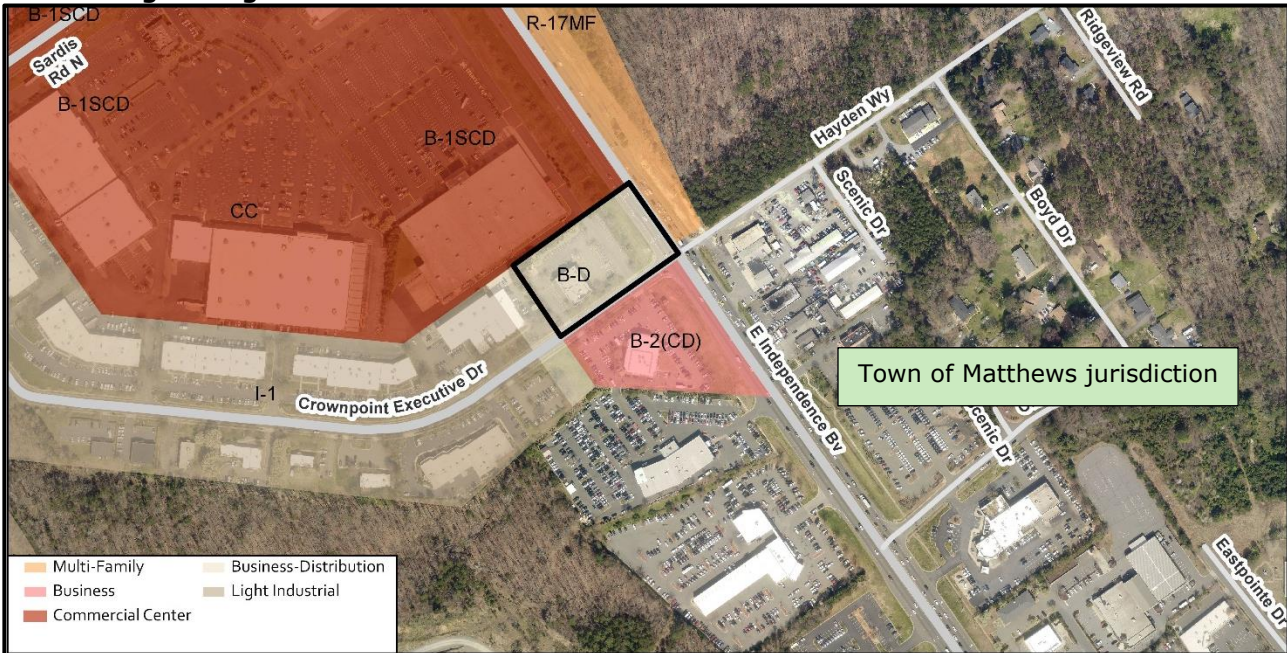 B-1SCD
R-17MF
Sardis
Rd N
B-1SCD
B-1SCD
CC
Ridgeview Rd
Hayden Wy
Scenic Dr
Boyd Dr
B-D
B-2(CD)
E Independence Bv
Town of Matthews jurisdiction
I-1
Crownpoint Executive Dr
Scenic Dr
Eastpointe Dr
Multi-Family
Business-Distribution
Business
Light Industrial
Commercial Center